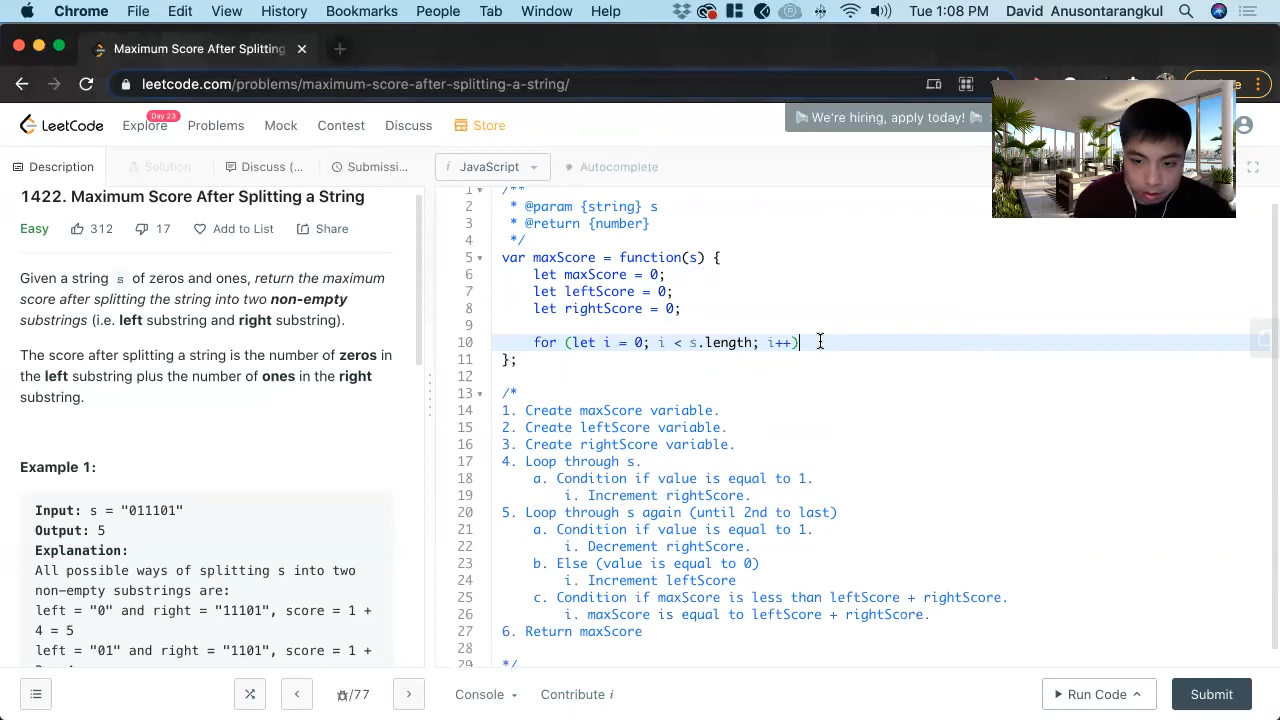 Chrome File Edit View History Bookmarks People Tab Window Help Tue 1:08 PM David Anusontarangkul
Maximum Score After Splitting
leetcode.com/problems/maximum-score-after-splitting-a-string/
LeetCode Explore Day 23 Problems Mock Contest Discuss Store We're hiring, apply today!
Description Solution Discuss (... Submissi... i JavaScript Autocomplete
1422. Maximum Score After Splitting a String
Easy 312 17 Add to List Share
Given a string s of zeros and ones, return the maximum
score after splitting the string into two non-empty
substrings (i.e. left substring and right substring).
The score after splitting a string is the number of zeros in
the left substring plus the number of ones in the right
substring.
Example 1:
Input: s = "011101"
Output: 5
Explanation:
All possible ways of splitting s into two
non-empty substrings are:
left = "0" and right = "11101", score = 1 +
4 = 5
left = "01" and right = "1101", score = 1 +
1 /**
2 * @param {string} s
3 * @return {number}
4 */
5 var maxScore = function(s) {
6 let maxScore = 0;
7 let leftScore = 0;
8 let rightScore = 0;
9
10 for (let i = 0; i < s.length; i++)
11 };
12
13 /*
14 1. Create maxScore variable.
15 2. Create leftScore variable.
16 3. Create rightScore variable.
17 4. Loop through s.
18 a. Condition if value is equal to 1.
19 i. Increment rightScore.
20 5. Loop through s again (until 2nd to last)
21 a. Condition if value is equal to 1.
22 i. Decrement rightScore.
23 b. Else (value is equal to 0)
24 i. Increment leftScore
25 c. Condition if maxScore is less than leftScore + rightScore.
26 i. maxScore is equal to leftScore + rightScore.
27 6. Return maxScore
28
29 */
/77 Console Contribute i Run Code Submit